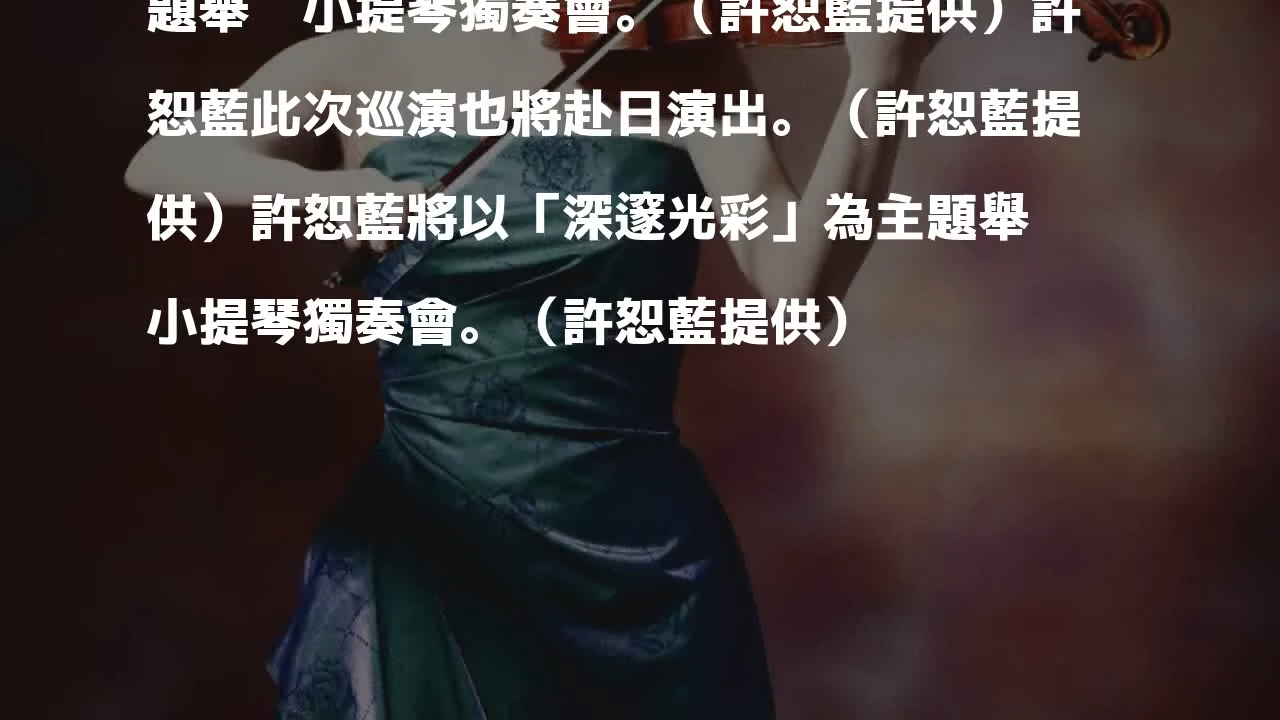 題舉　小提琴獨奏會。（許恕藍提供）許
恕藍此次巡演也將赴日演出。（許恕藍提
供）許恕藍將以「深邃光彩」為主題舉
小提琴獨奏會。（許恕藍提供）